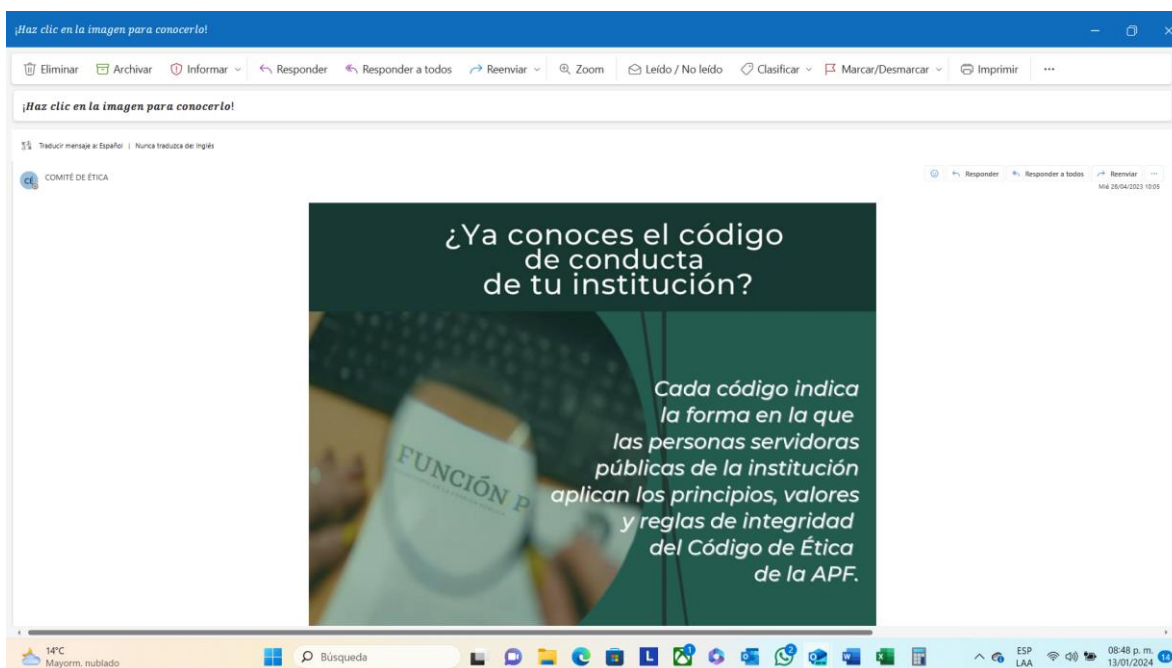 ¡Haz clic en la imagen para conocerlo!
Eliminar Archivar Informar Responder Responder a todos Reenviar Zoom Leído / No leído Clasificar Marcar/Desmarcar Imprimir ...
¡Haz clic en la imagen para conocerlo!
Traducir mensaje a: Español | Nunca traduzca de: Inglés
CÉ COMITÉ DE ÉTICA
Responder Responder a todos Reenviar ...
Mié 26/04/2023 10:05
¿Ya conoces el código
de conducta
de tu institución?
Cada código indica
la forma en la que
las personas servidoras
públicas de la institución
aplican los principios, valores
y reglas de integridad
del Código de Ética
de la APF.
FUNCIÓN P
14°C
Mayorm. nublado
Búsqueda
L
2
ESP
LAA
08:48 p. m.
13/01/2024
14